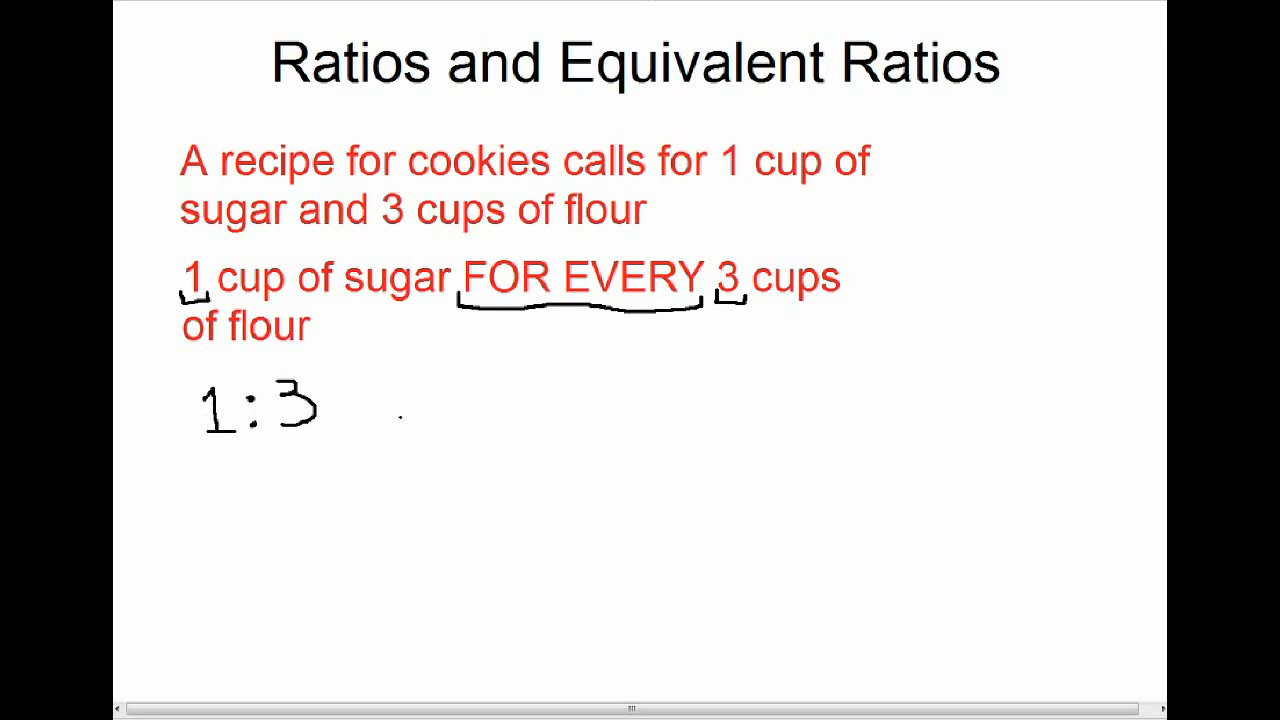 Ratios and Equivalent Ratios
A recipe for cookies calls for 1 cup of
sugar and 3 cups of flour
1 cup of sugar FOR EVERY 3 cups
of flour
1:3